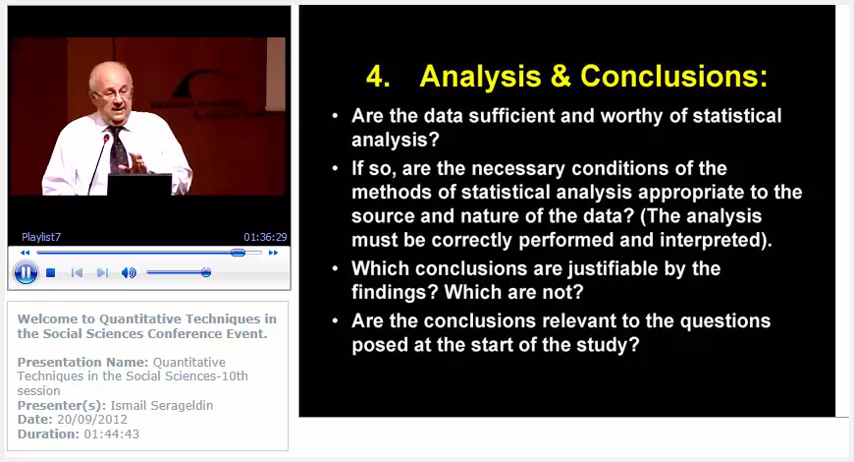 4. Analysis & Conclusions:
• Are the data sufficient and worthy of statistical
analysis?
• If so, are the necessary conditions of the
methods of statistical analysis appropriate to the
source and nature of the data? (The analysis
must be correctly performed and interpreted).
• Which conclusions are justifiable by the
findings? Which are not?
• Are the conclusions relevant to the questions
posed at the start of the study?
Playlist7 01:36:29
Welcome to Quantitative Techniques in
the Social Sciences Conference Event.
Presentation Name: Quantitative
Techniques in the Social Sciences-10th
session
Presenter(s): Ismail Serageldin
Date: 20/09/2012
Duration: 01:44:43